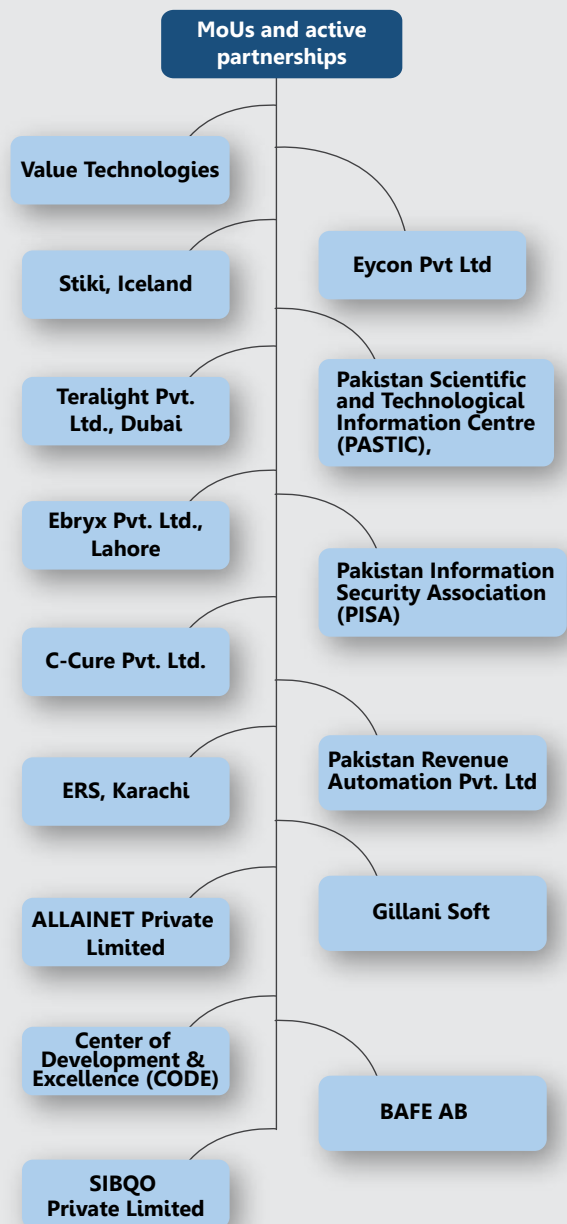 MoUs and active
partnerships
Value Technologies
Eycon Pvt Ltd
Stiki, Iceland
Pakistan Scientific
and Technological
Information Centre
(PASTIC),
Teralight Pvt.
Ltd., Dubai
Ebryx Pvt. Ltd.,
Lahore
Pakistan Information
Security Association
(PISA)
C-Cure Pvt. Ltd.
Pakistan Revenue
Automation Pvt. Ltd
ERS, Karachi
Gillani Soft
ALLAINET Private
Limited
Center of
Development &
Excellence (CODE)
BAFE AB
SIBQO
Private Limited